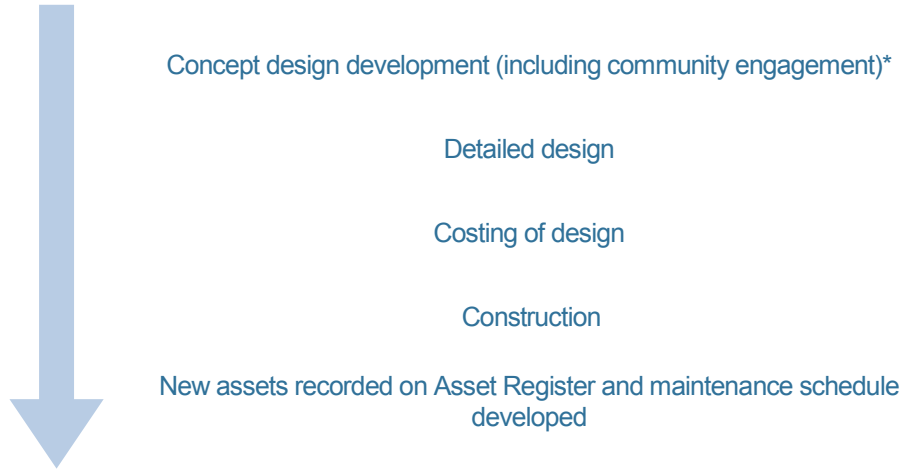 Concept design development (including community engagement)*
Detailed design
Costing of design
Construction
New assets recorded on Asset Register and maintenance schedule
developed